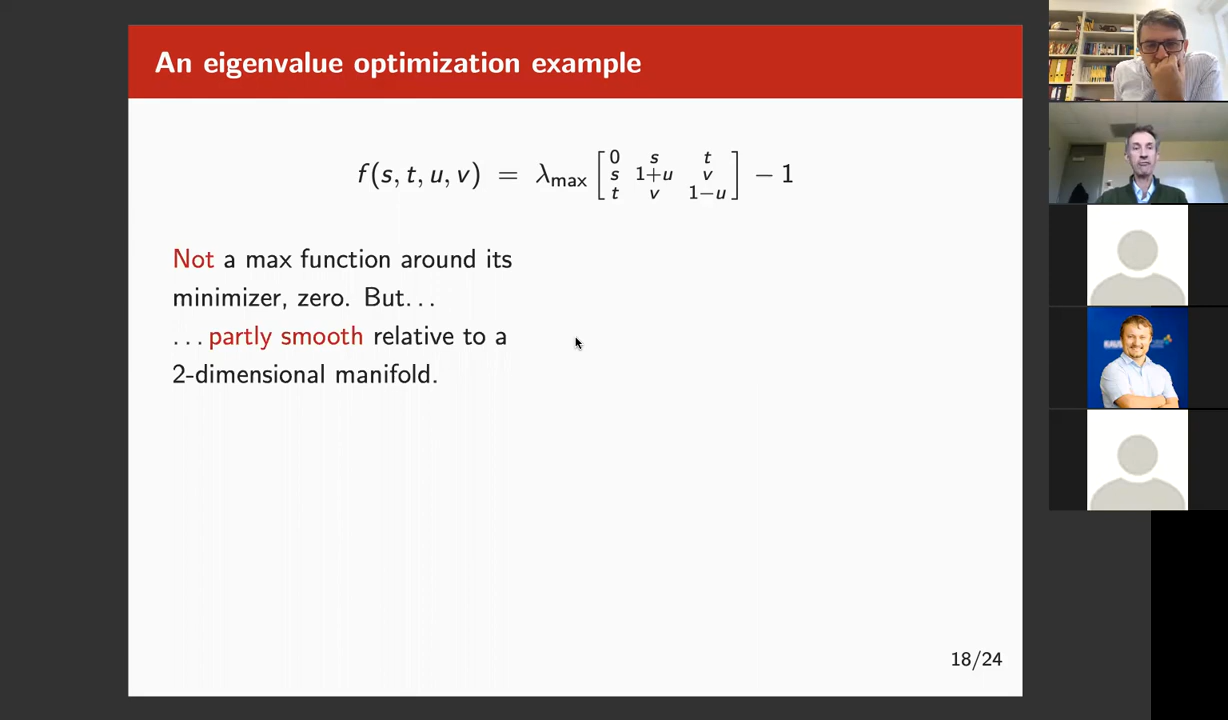 An eigenvalue optimization example
f(s, t, u, v) = λmax [ 0 s t
s 1+u v
t v 1−u ] − 1
Not a max function around its
minimizer, zero. But...
...partly smooth relative to a
2-dimensional manifold.
18/24